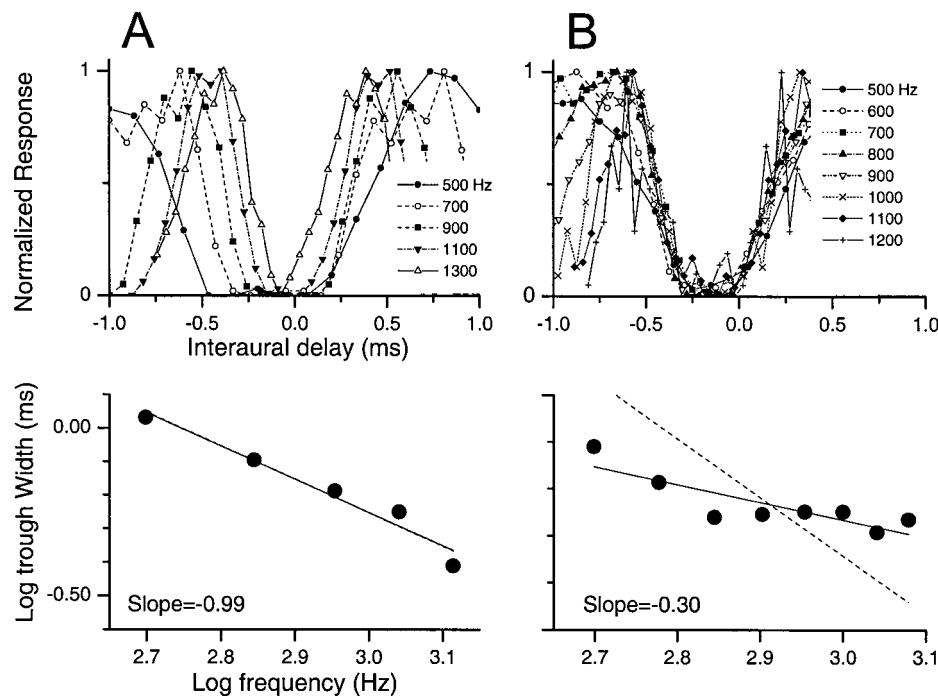 A
B
Normalized Response
1
0
-1.0 -0.5 0.0 0.5 1.0
Interaural delay (ms)
500 Hz
700
900
1100
1300
1
0
-1.0 -0.5 0.0 0.5 1.0
500 Hz
600
700
800
900
1000
1100
1200
Log trough Width (ms)
0.00
-0.50
Slope=-0.99
2.7 2.8 2.9 3.0 3.1
Log frequency (Hz)
Slope=-0.30
2.7 2.8 2.9 3.0 3.1